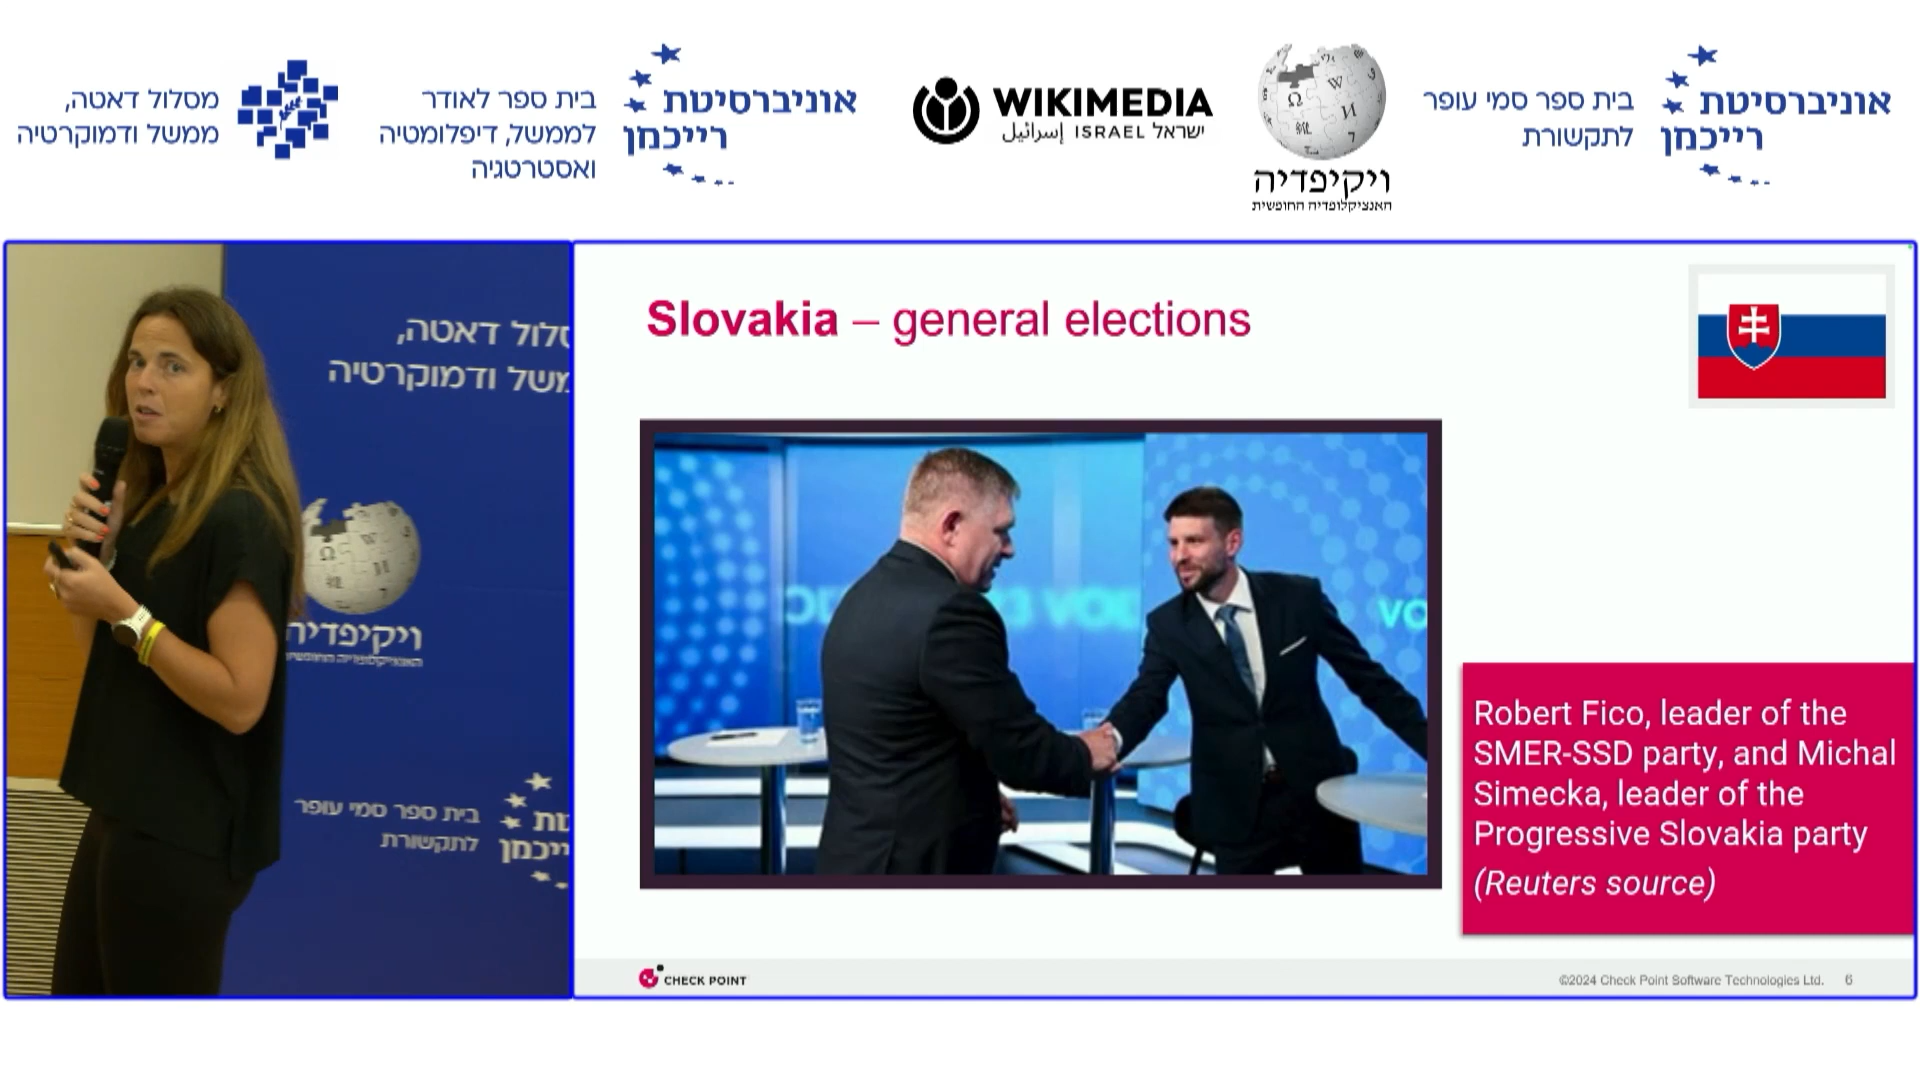 מסלול דאטה,
ממשל ודמוקרטיה
בית ספר לאודר
לממשל, דיפלומטיה
ואסטרטגיה
אוניברסיטת
רייכמן
WIKIMEDIA
إسرائيل ISRAEL ישראל
ויקיפדיה
האנציקלופדיה החופשית
בית ספר סמי עופר
לתקשורת
אוניברסיטת
רייכמן
דאטה,
ודמוקרטיה
ויקיפדיה
האנציקלופדיה החופשית
בית ספר סמי עופר
לתקשורת
Slovakia – general elections
Robert Fico, leader of the
SMER-SSD party, and Michal
Simecka, leader of the
Progressive Slovakia party
(Reuters source)
CHECK POINT
©2024 Check Point Software Technologies Ltd. 6